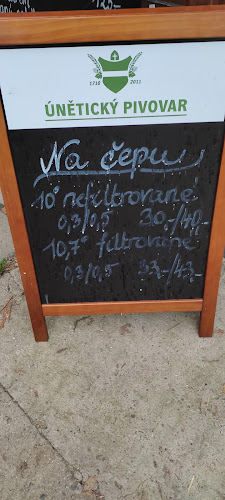 1710 2011
ÚNĚTICKÝ PIVOVAR
Na čepu
10° nefiltrované
0,3/0,5 30,-/40,-
10,7° filtrované
0,3/0,5 33,-/43,-